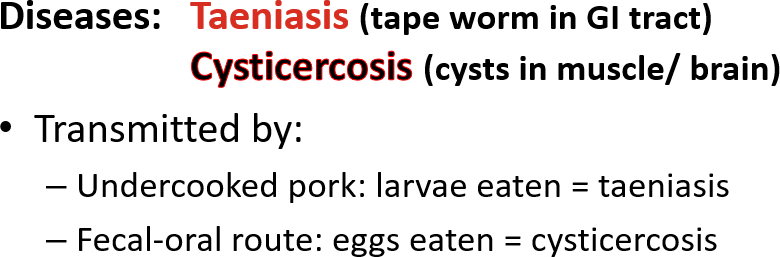 Diseases: Taeniasis (tape worm in GI tract)
Cysticercosis (cysts in muscle/ brain)
• Transmitted by:
– Undercooked pork: larvae eaten = taeniasis
– Fecal-oral route: eggs eaten = cysticercosis